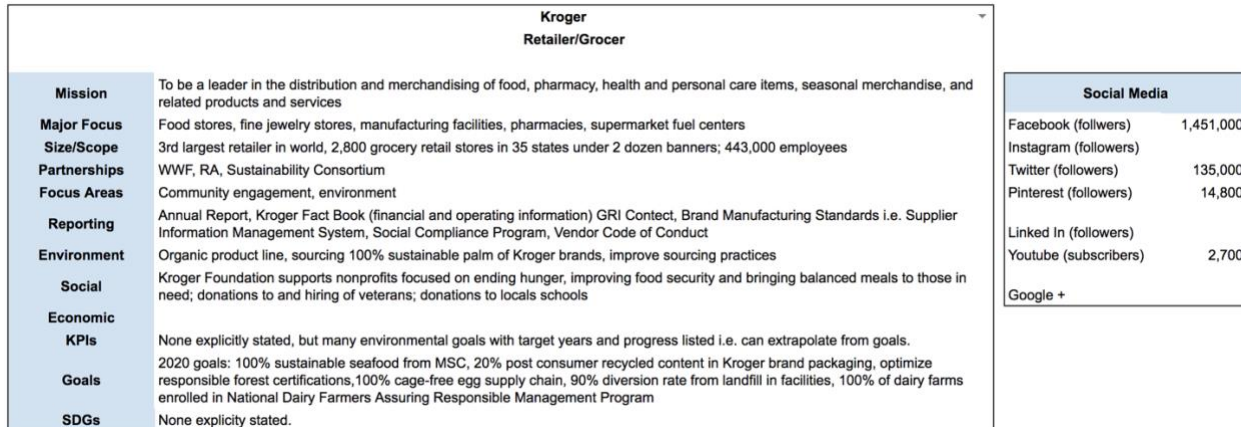 Kroger
Retailer/Grocer
Mission
To be a leader in the distribution and merchandising of food, pharmacy, health and personal care items, seasonal merchandise, and
related products and services
Major Focus
Food stores, fine jewelry stores, manufacturing facilities, pharmacies, supermarket fuel centers
Size/Scope
3rd largest retailer in world, 2,800 grocery retail stores in 35 states under 2 dozen banners; 443,000 employees
Partnerships
WWF, RA, Sustainability Consortium
Focus Areas
Community engagement, environment
Reporting
Annual Report, Kroger Fact Book (financial and operating information) GRI Contect, Brand Manufacturing Standards i.e. Supplier
Information Management System, Social Compliance Program, Vendor Code of Conduct
Environment
Organic product line, sourcing 100% sustainable palm of Kroger brands, improve sourcing practices
Social
Kroger Foundation supports nonprofits focused on ending hunger, improving food security and bringing balanced meals to those in
need; donations to and hiring of veterans; donations to locals schools
Economic
KPIs
None explicitly stated, but many environmental goals with target years and progress listed i.e. can extrapolate from goals.
Goals
2020 goals: 100% sustainable seafood from MSC, 20% post consumer recycled content in Kroger brand packaging, optimize
responsible forest certifications,100% cage-free egg supply chain, 90% diversion rate from landfill in facilities, 100% of dairy farms
enrolled in National Dairy Farmers Assuring Responsible Management Program
SDGs
None explicity stated.
Social Media
Facebook (follwers) 1,451,000
Instagram (followers)
Twitter (followers) 135,000
Pinterest (followers) 14,800
Linked In (followers)
Youtube (subscribers) 2,700
Google +